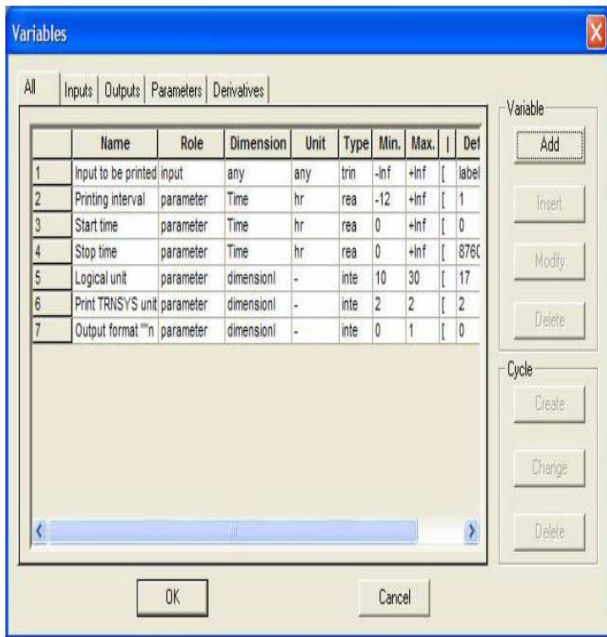 Variables
All Inputs Outputs Parameters Derivatives
Name Role Dimension Unit Type Min. Max. | Def
1 Input to be printed input any any trin -Inf +Inf [ label
2 Printing interval parameter Time hr rea -12 +Inf [ 1
3 Start time parameter Time hr rea 0 +Inf [ 0
4 Stop time parameter Time hr rea 0 +Inf [ 8760
5 Logical unit parameter dimensionl - inte 10 30 [ 17
6 Print TRNSYS unit parameter dimensionl - inte 2 2 [ 2
7 Output format """n parameter dimensionl - inte 0 1 [ 0
Variable
Add
Insert
Modify
Delete
Cycle
Create
Change
Delete
OK Cancel